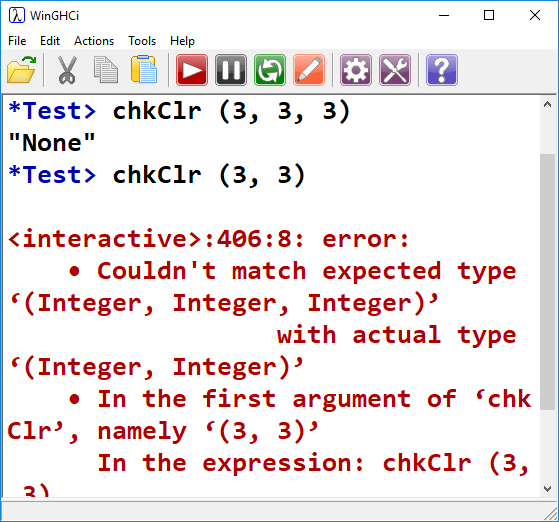 WinGHCi
File Edit Actions Tools Help
*Test> chkClr (3, 3, 3)
"None"
*Test> chkClr (3, 3)
<interactive>:406:8: error:
• Couldn't match expected type
‘(Integer, Integer, Integer)’
with actual type
‘(Integer, Integer)’
• In the first argument of ‘chk
Clr’, namely ‘(3, 3)’
In the expression: chkClr (3,
3)